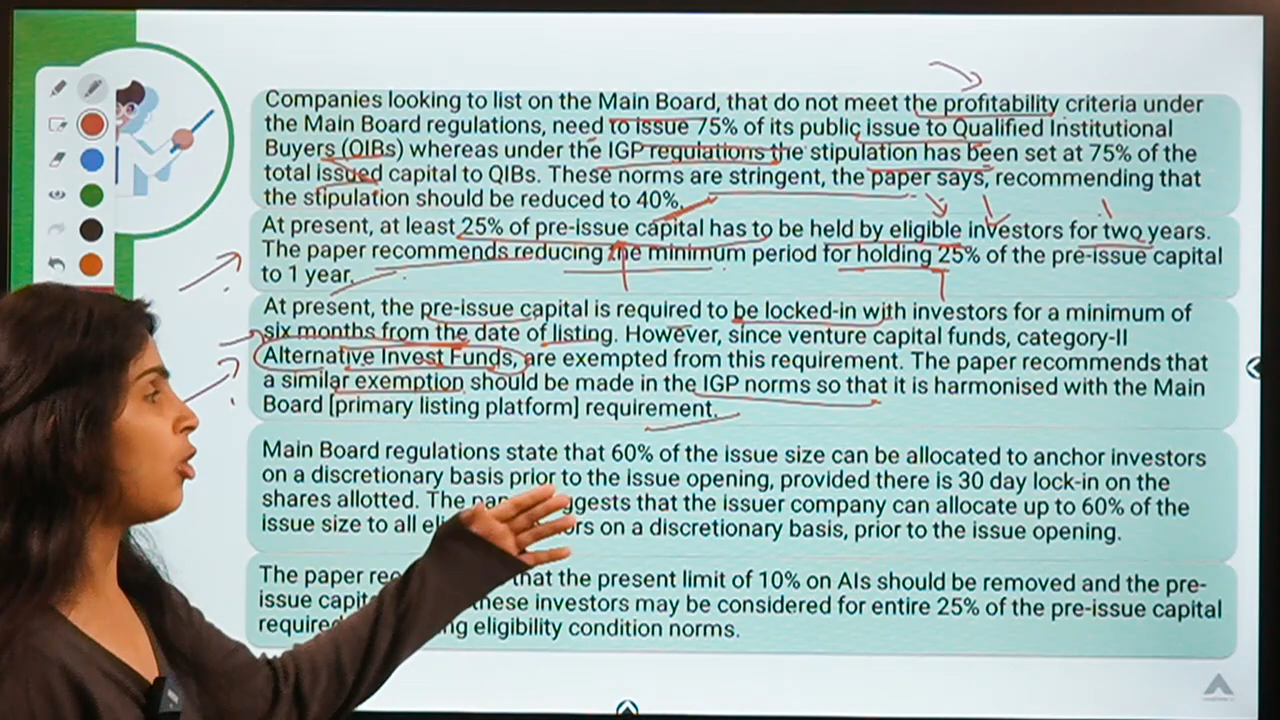 Companies looking to list on the Main Board, that do not meet the profitability criteria under
the Main Board regulations, need to issue 75% of its public issue to Qualified Institutional
Buyers (QIBs) whereas under the IGP regulations the stipulation has been set at 75% of the
total issued capital to QIBs. These norms are stringent, the paper says, recommending that
the stipulation should be reduced to 40%.
At present, at least 25% of pre-issue capital has to be held by eligible investors for two years.
The paper recommends reducing the minimum period for holding 25% of the pre-issue capital
to 1 year.
At present, the pre-issue capital is required to be locked-in with investors for a minimum of
six months from the date of listing. However, since venture capital funds, category-II
Alternative Invest Funds, are exempted from this requirement. The paper recommends that
a similar exemption should be made in the IGP norms so that it is harmonised with the Main
Board [primary listing platform] requirement.
Main Board regulations state that 60% of the issue size can be allocated to anchor investors
on a discretionary basis prior to the issue opening, provided there is 30 day lock-in on the
shares allotted. The that the issuer company can allocate up to 60% of the
issue size to all on a discretionary basis, prior to the issue opening.
The paper that the present limit of 10% on AIs should be removed and the pre-
issue these investors may be considered for entire 25% of the pre-issue capital
eligibility condition norms.